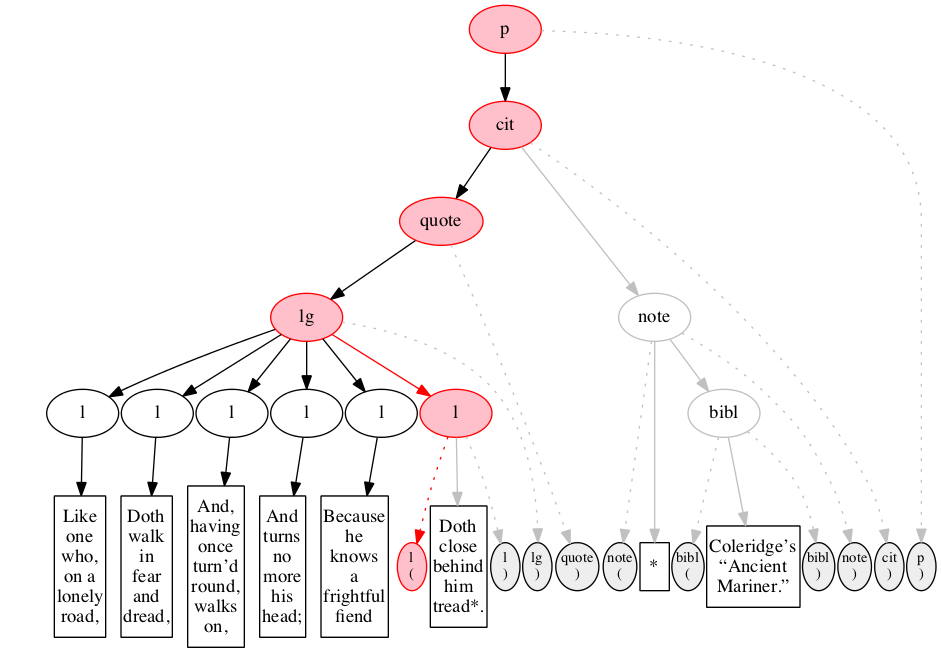 p
cit
quote
lg
note
l
l
l
l
l
l
bibl
Like
one
who,
on a
lonely
road,
Doth
walk
in
fear
and
dread,
And,
having
once
turn’d
round,
walks
on,
And
turns
no
more
his
head;
Because
he
knows
a
frightful
fiend
l
(
Doth
close
behind
him
tread*.
l
)
lg
)
quote
)
note
(
*
bibl
(
Coleridge’s
“Ancient
Mariner.”
bibl
)
note
)
cit
)
p
)